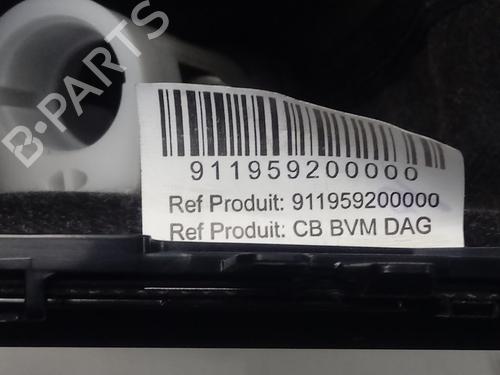 B-PARTS
911959200000
Ref Produit: 911959200000
Ref Produit: CB BVM DAG